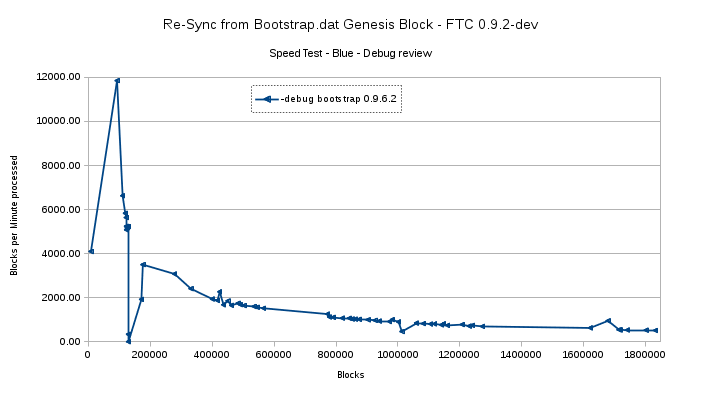 Re-Sync from Bootstrap.dat Genesis Block - FTC 0.9.2-dev
Speed Test - Blue - Debug review
-debug bootstrap 0.9.6.2
Blocks per Minute processed
12000.00
10000.00
8000.00
6000.00
4000.00
2000.00
0.00
0 200000 400000 600000 800000 1000000 1200000 1400000 1600000 1800000
Blocks